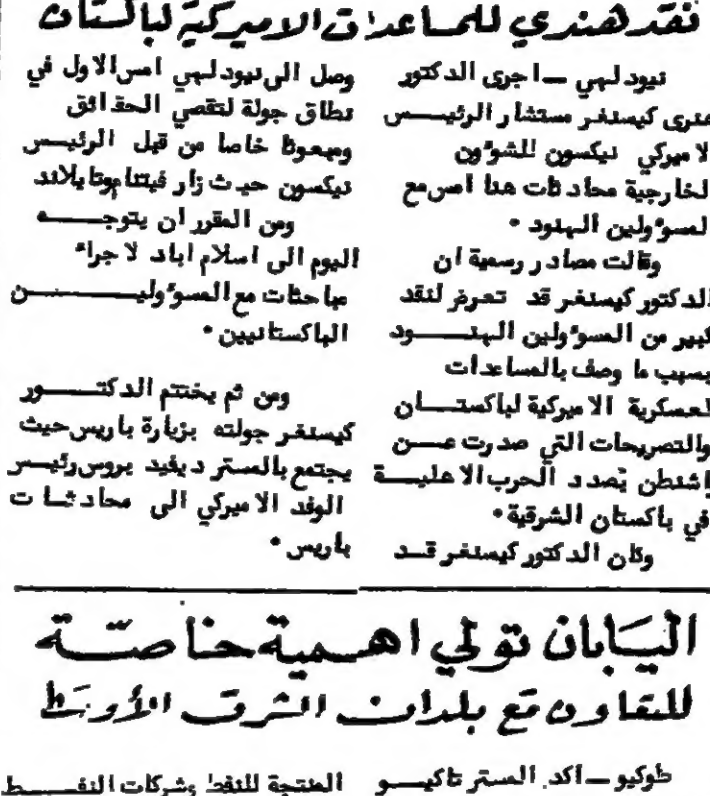 نقد هندي للمساعدات الاميركية لباكستان
نيودلهي — اجرى الدكتور
هنري كيسنغر مستشار الرئيس
الاميركي نيكسون للشوءون
الخارجية محادثات هنا امس مع
المسوءولين الهنود .
وقالت مصادر رسمية ان
الدكتور كيسنغر قد تعرض لنقد
كبير من المسوءولين الهنود
بسبب ما وصف بالمساعدات
العسكرية الاميركية لباكستان
والتصريحات التي صدرت عن
واشنطن بصدد الحرب الاهلية
في باكستان الشرقية .
وكان الدكتور كيسنغر قد
وصل الى نيودلهي امس الاول في
نطاق جولة لتقصي الحقائق
ومبعوثا خاصا من قبل الرئيس
نيكسون حيث زار فيتنام وتايلاند
ومن المقرر ان يتوجه
اليوم الى اسلام اباد لاجراء
مباحثات مع المسوءولين
الباكستانيين .
ومن ثم يختتم الدكتور
كيسنغر جولته بزيارة باريس حيث
يجتمع بالمستر ديفيد بروس رئيس
الوفد الاميركي الى محادثات
باريس .
اليابان تولي اهمية خاصة
للتعاون مع بلدان الشرق الأوسط
طوكيو — أكد المستر تاكيو
المنتجة للنفط وشركات النفط